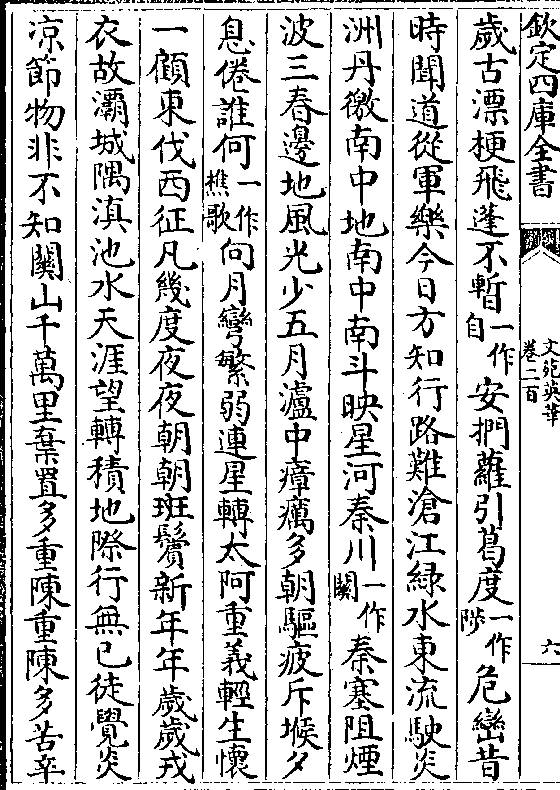 欽定四庫全書
文苑英華
卷二百
六
歲古漂梗飛蓬不暫一作自安捫蘿引葛度一作陟危巒昔
時聞道從軍樂今日方知行路難滄江綠水東流駛炎
洲丹徼南中地南中南斗映星河秦川一作關秦塞阻煙
波三春邊地風光少五月瀘中瘴癘多朝驅疲斥堠夕
息倦誰何一作樵歌向月彎繁弱連星轉太阿重義輕生懷
一顧東伐西征凡幾度夜夜朝朝班鬢新年年歲歲戎
衣故灞城隅滇池水天涯望轉積地際行無已徒覺炎
凉節物非不知關山千萬里棄置多重陳重陳多苦辛